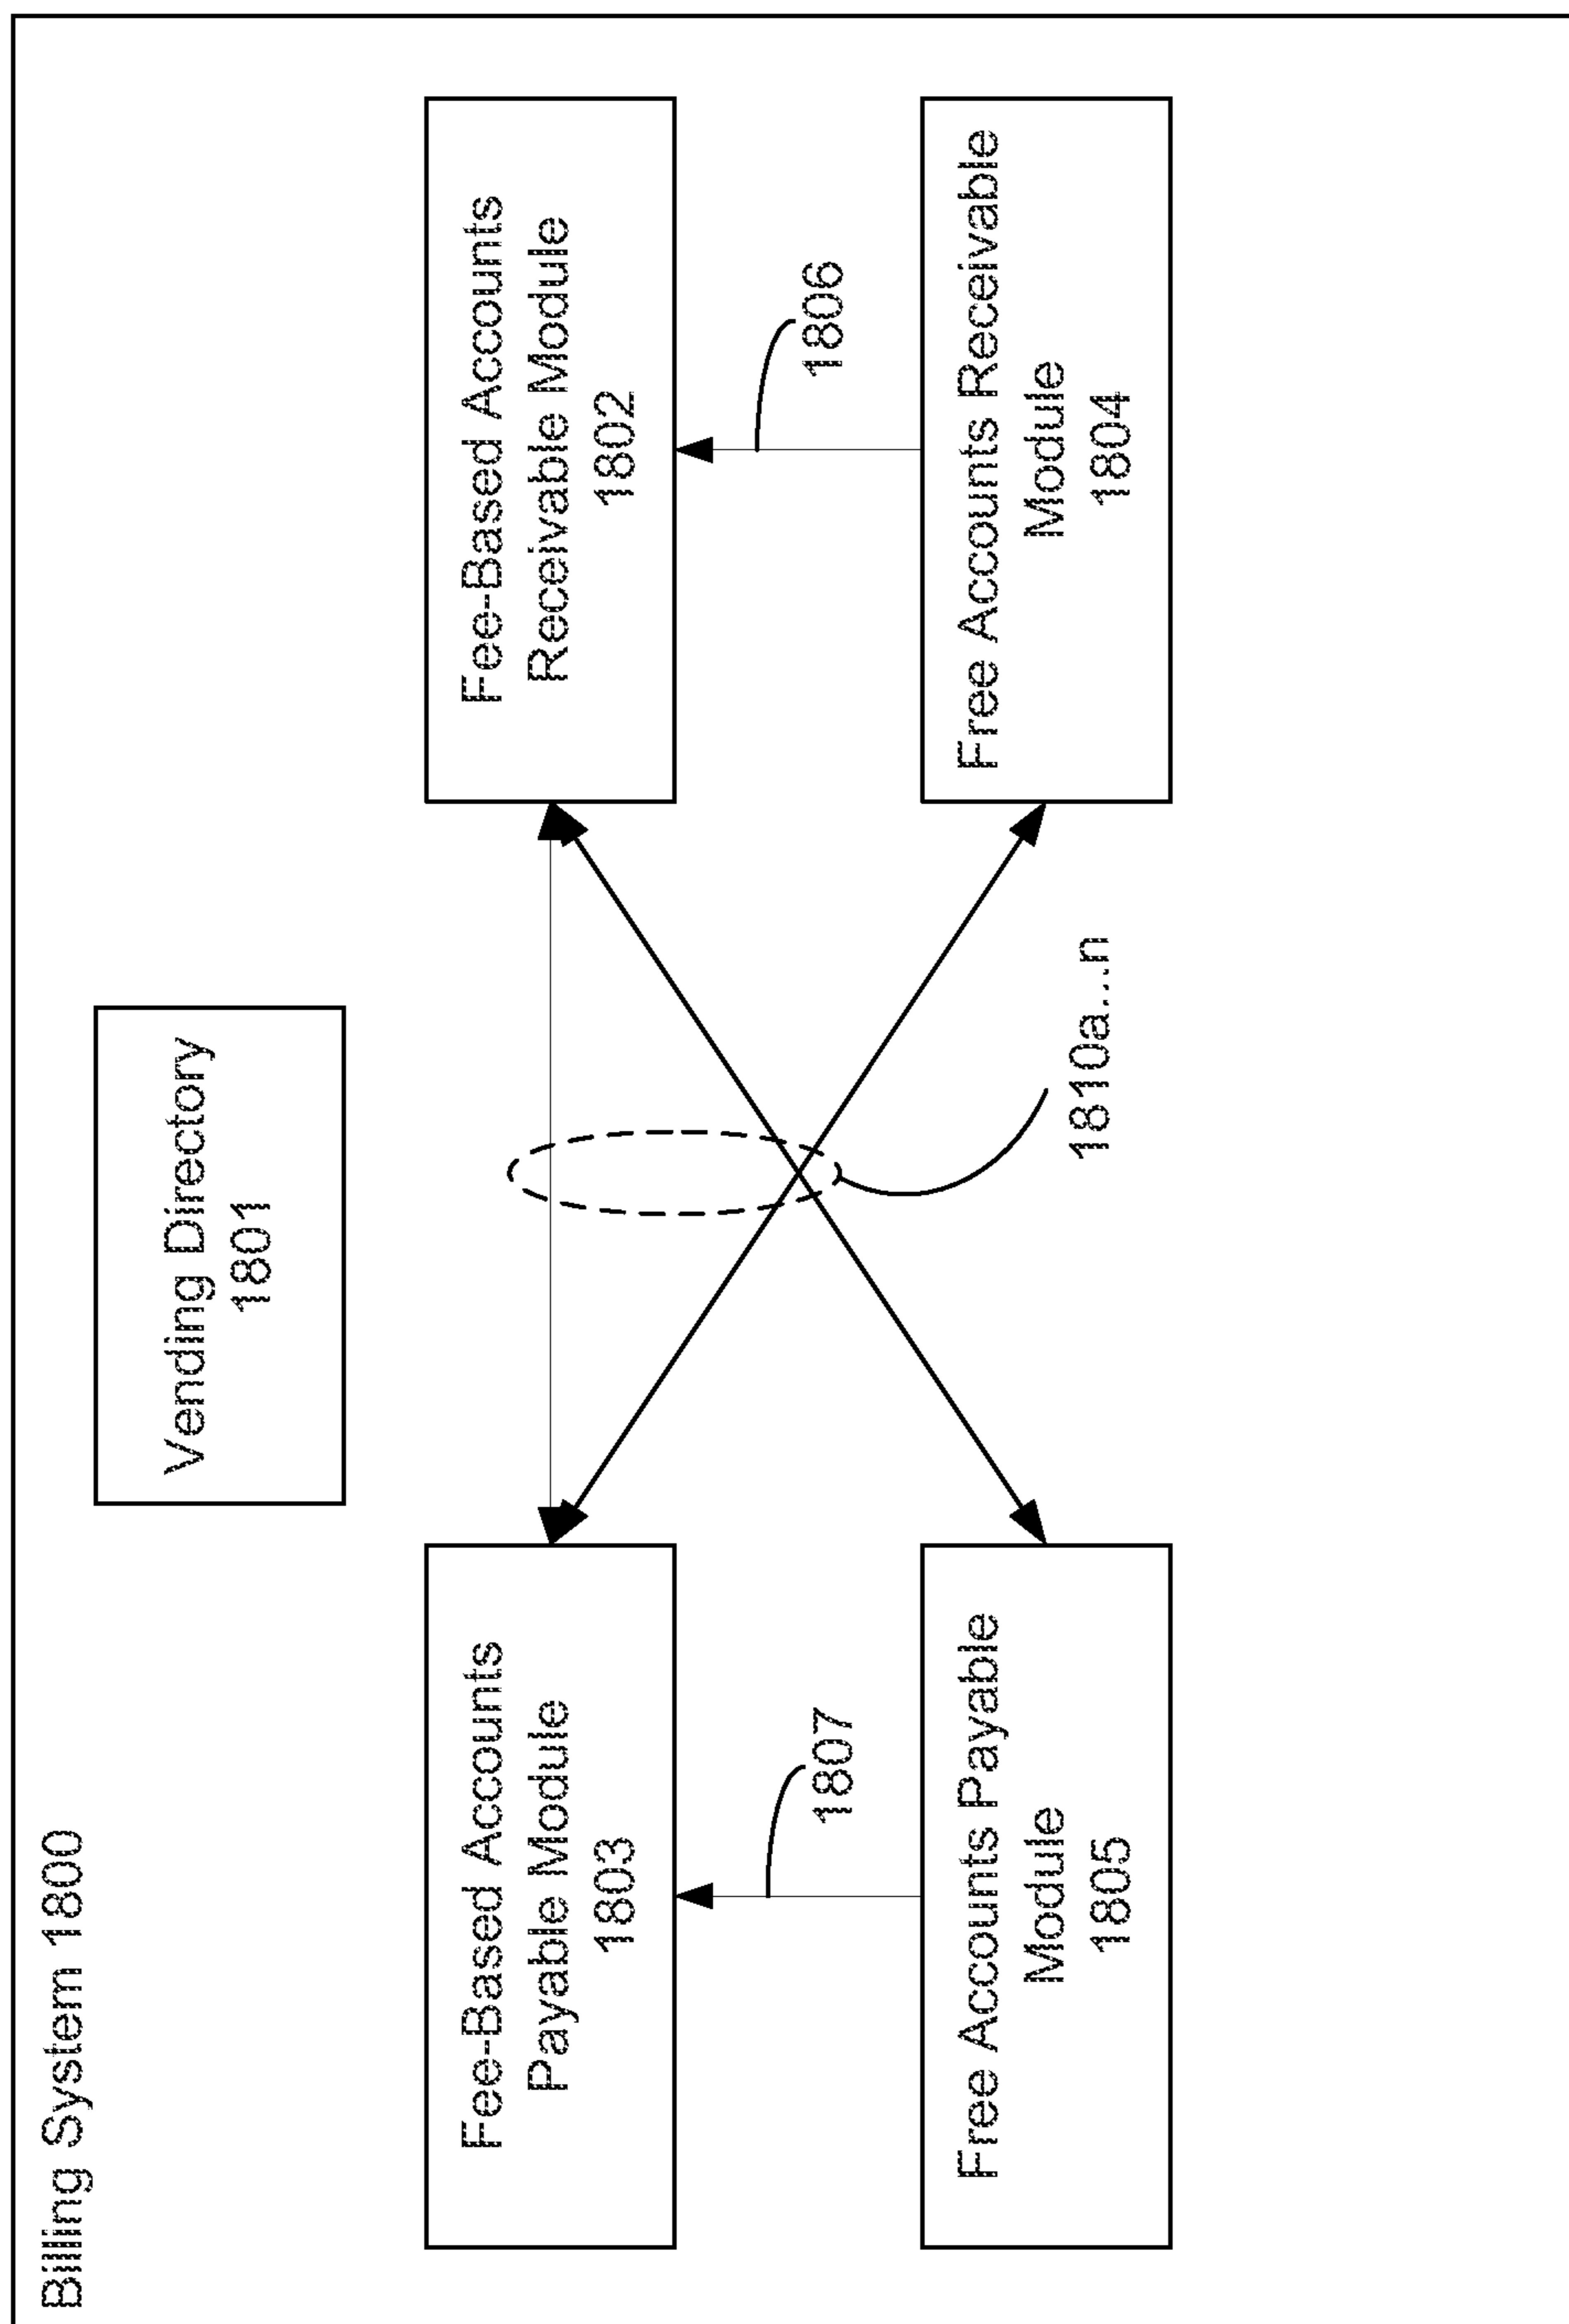 Billing System 1800
Vending Directory
1801
Fee-Based Accounts
Payable Module
1803
Fee-Based Accounts
Receivable Module
1802
1807
1806
Free Accounts Payable
Module
1805
Free Accounts Receivable
Module
1804
1810a...n